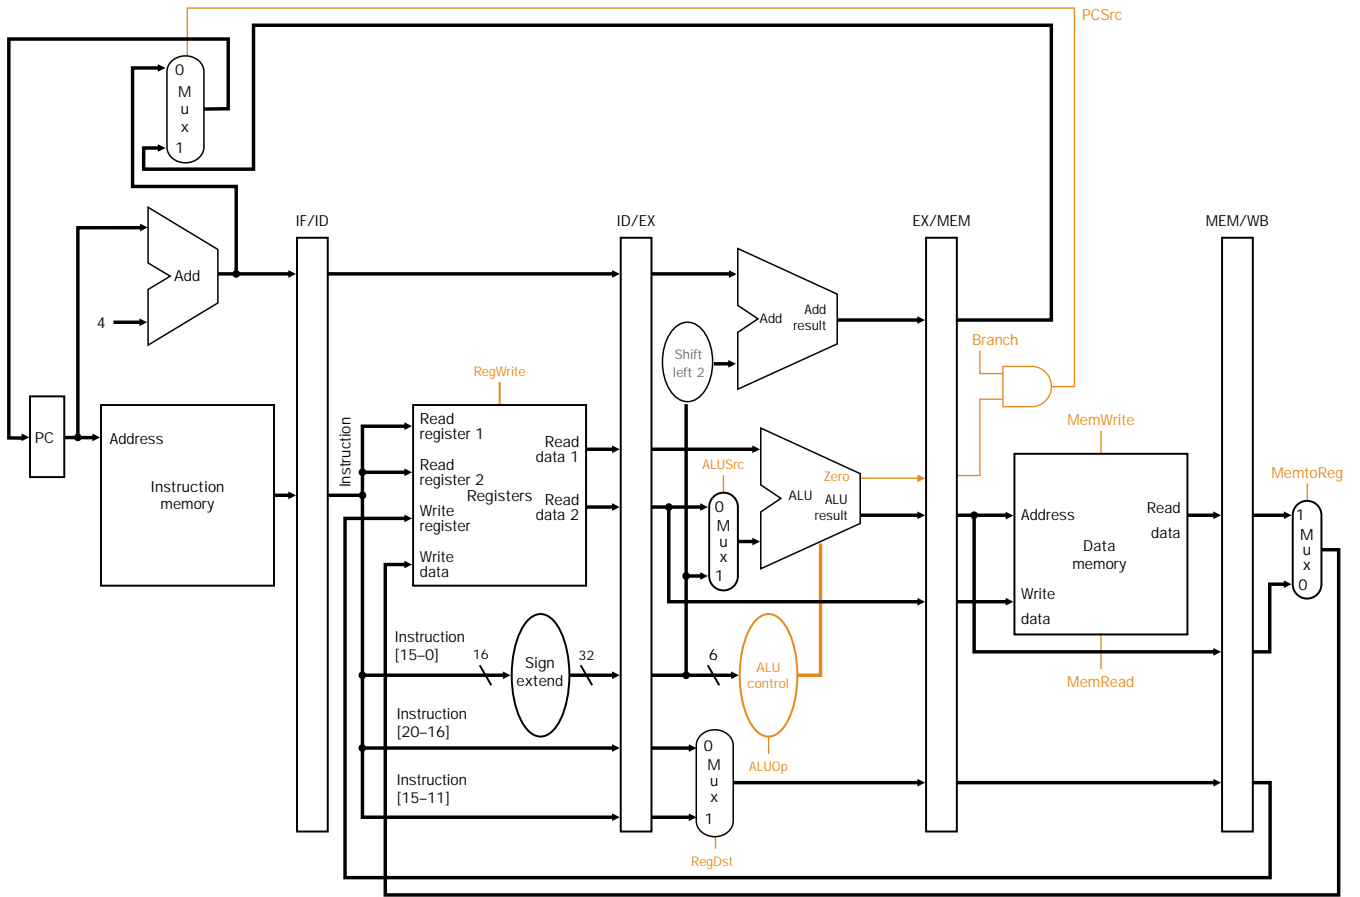 PCSrc
0
M
u
x
1
IF/ID
ID/EX
EX/MEM
MEM/WB
Add
4
Add
Add
result
Shift
left 2
Branch
RegWrite
PC
Address
Instruction
memory
Instruction
Read
register 1
Read
register 2
Write
register
Write
data
Registers
Read
data 1
Read
data 2
ALUSrc
0
M
u
x
1
Zero
ALU
ALU
result
MemWrite
Address
Read
data
Data
memory
Write
data
MemRead
MemtoReg
1
M
u
x
0
Instruction
[15–0]
16
Sign
extend
32
6
ALU
control
ALUOp
Instruction
[20–16]
Instruction
[15–11]
0
M
u
x
1
RegDst